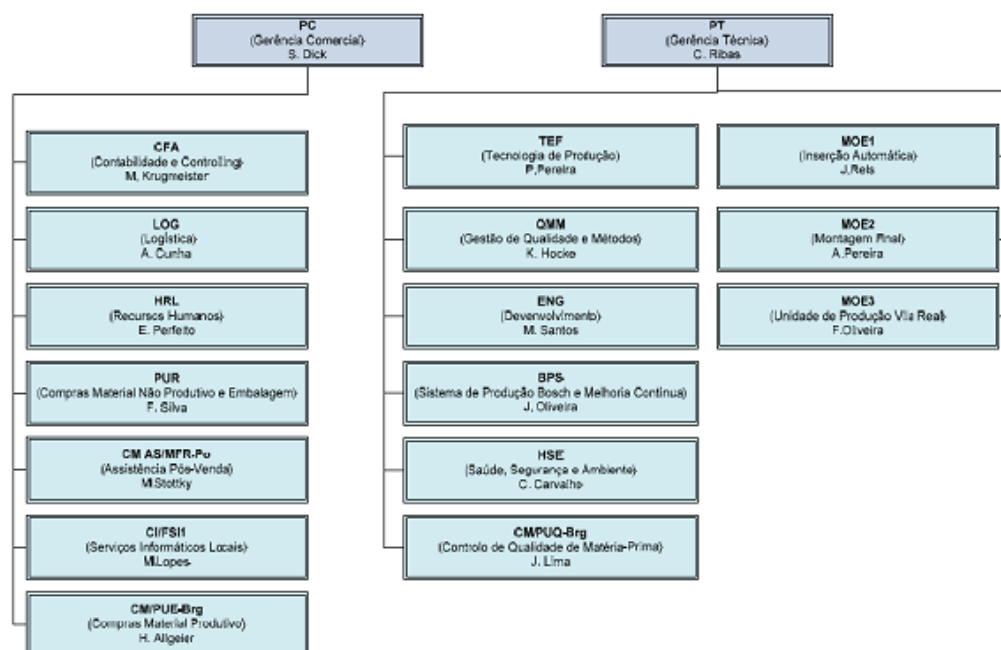 PC
(Gerência Comercial)
S. Dick
PT
(Gerência Técnica)
C. Ribas
CFA
(Contabilidade e Controlling)
M. Krugmeister
LOG
(Logística)
A. Cunha
HRL
(Recursos Humanos)
E. Perfeito
PUR
(Compras Material Não Produtivo e Embalagem)
F. Silva
CM AS/MFR-Po
(Assistência Pós-Venda)
M.Stottky
CI/FSI1
(Serviços Informáticos Locais)
M.Lopes
CM/PUE-Brg
(Compras Material Produtivo)
H. Allgeier
TEF
(Tecnologia de Produção)
P.Pereira
QMM
(Gestão de Qualidade e Métodos)
K. Hocke
ENG
(Devenvolvimento)
M. Santos
BPS
(Sistema de Produção Bosch e Melhoria Continua)
J. Oliveira
HSE
(Saúde, Segurança e Ambiente)
C. Carvalho
CM/PUQ-Brg
(Controlo de Qualidade de Matéria-Prima)
J. Lima
MOE1
(Inserção Automática)
J.Reis
MOE2
(Montagem Final)
A.Pereira
MOE3
(Unidade de Produção Vila Real)
F.Oliveira